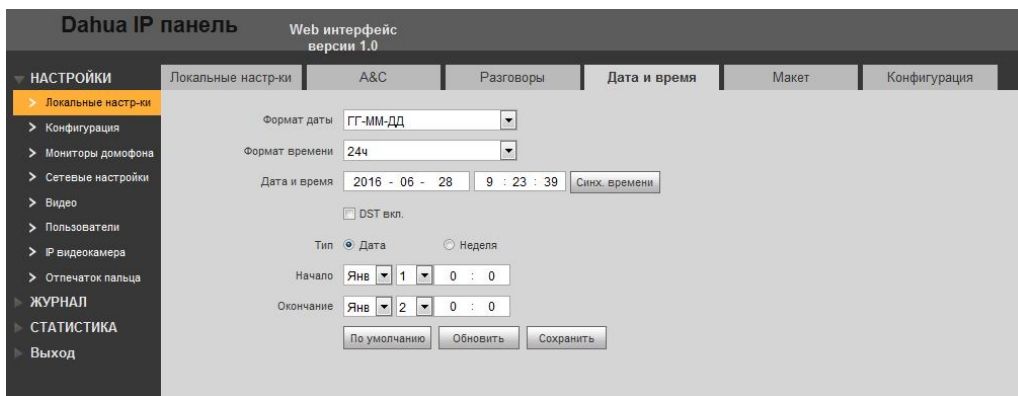 Dahua IP панель
Web интерфейс
версии 1.0
НАСТРОЙКИ
Локальные настр-ки
Конфигурация
Мониторы домофона
Сетевые настройки
Видео
Пользователи
IP видеокамера
Отпечаток пальца
ЖУРНАЛ
СТАТИСТИКА
Выход
Локальные настр-ки A&C Разговоры Дата и время Макет Конфигурация
Формат даты ГГ-ММ-ДД
Формат времени 24ч
Дата и время 2016 - 06 - 28 9 : 23 : 39 Синх. времени
DST вкл.
Тип Дата Неделя
Начало Янв 1 0 : 0
Окончание Янв 2 0 : 0
По умолчанию Обновить Сохранить